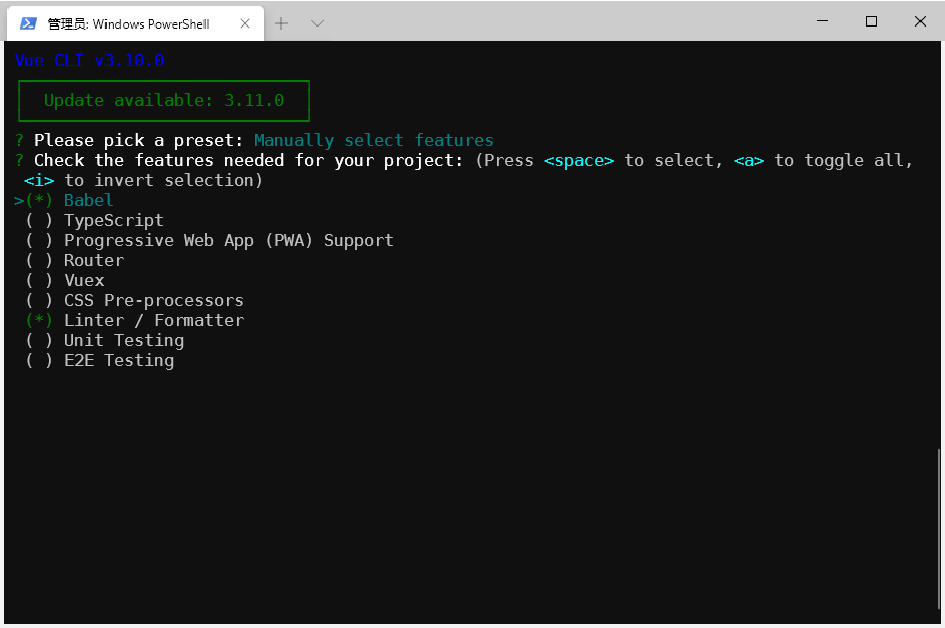 管理员: Windows PowerShell
Vue CLI v3.10.0
Update available: 3.11.0
? Please pick a preset: Manually select features
? Check the features needed for your project: (Press <space> to select, <a> to toggle all,
<i> to invert selection)
>(*) Babel
( ) TypeScript
( ) Progressive Web App (PWA) Support
( ) Router
( ) Vuex
( ) CSS Pre-processors
(*) Linter / Formatter
( ) Unit Testing
( ) E2E Testing